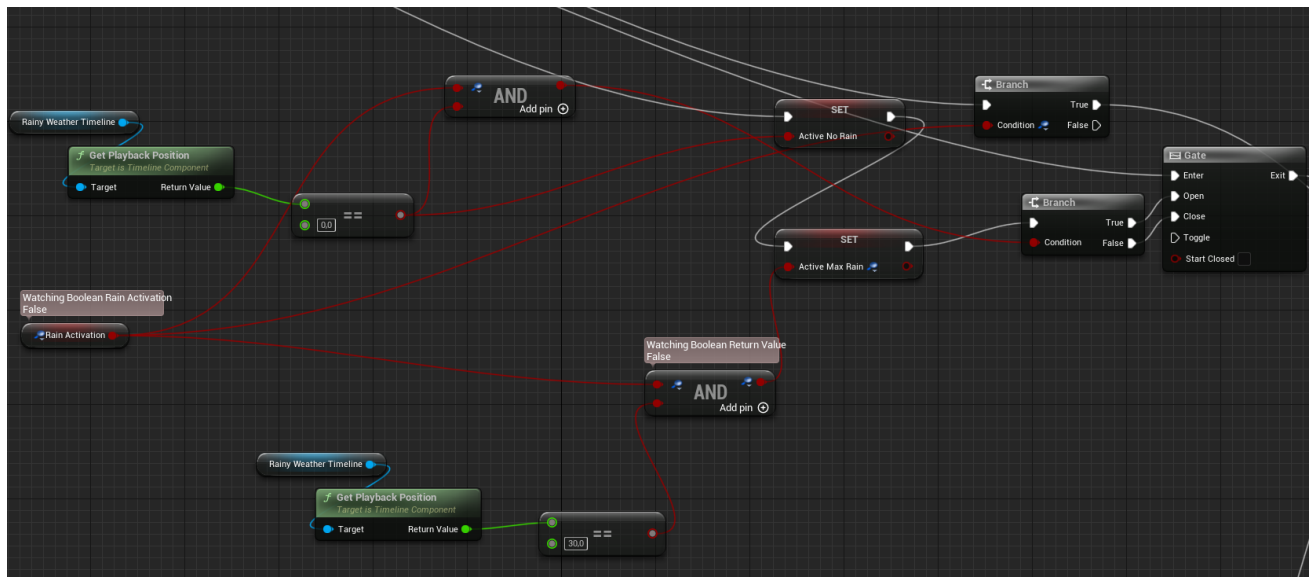 Branch
True
Condition
False
AND
Add pin
SET
Active No Rain
Rainy Weather Timeline
Get Playback Position
Target is Timeline Component
Target
Return Value
==
0,0
Gate
Enter
Exit
Open
Close
Toggle
Start Closed
Branch
True
Condition
False
SET
Active Max Rain
Watching Boolean Rain Activation
False
Rain Activation
Watching Boolean Return Value
False
AND
Add pin
Rainy Weather Timeline
Get Playback Position
Target is Timeline Component
Target
Return Value
==
30,0